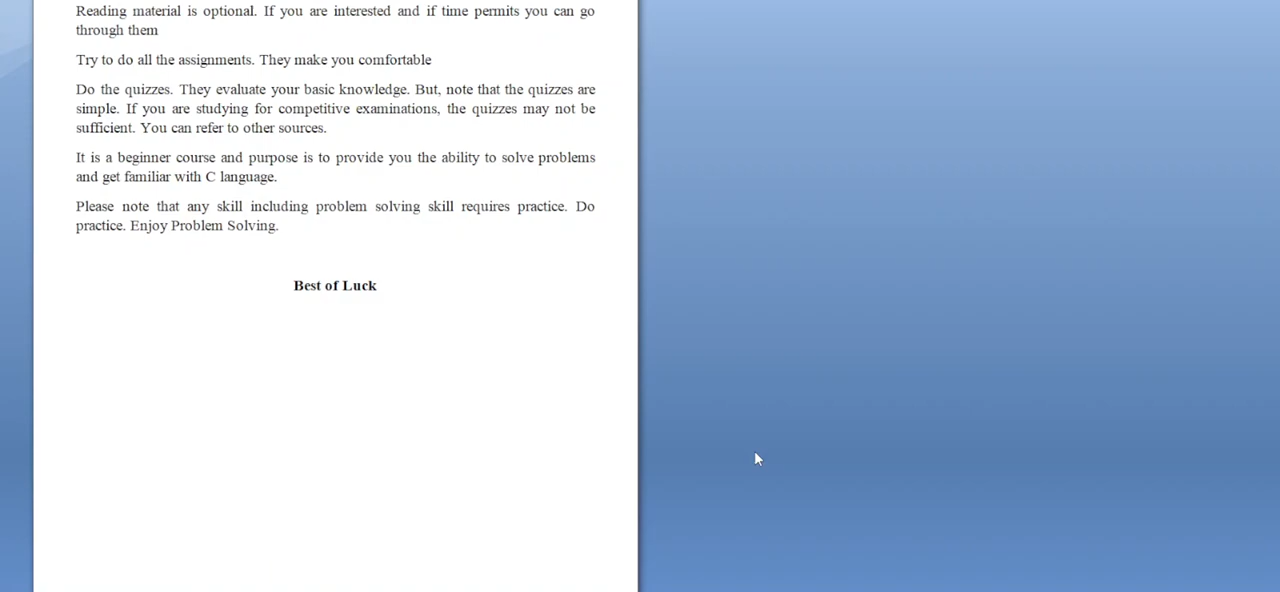 Reading material is optional. If you are interested and if time permits you can go
through them
Try to do all the assignments. They make you comfortable
Do the quizzes. They evaluate your basic knowledge. But, note that the quizzes are
simple. If you are studying for competitive examinations, the quizzes may not be
sufficient. You can refer to other sources.
It is a beginner course and purpose is to provide you the ability to solve problems
and get familiar with C language.
Please note that any skill including problem solving skill requires practice. Do
practice. Enjoy Problem Solving.
Best of Luck